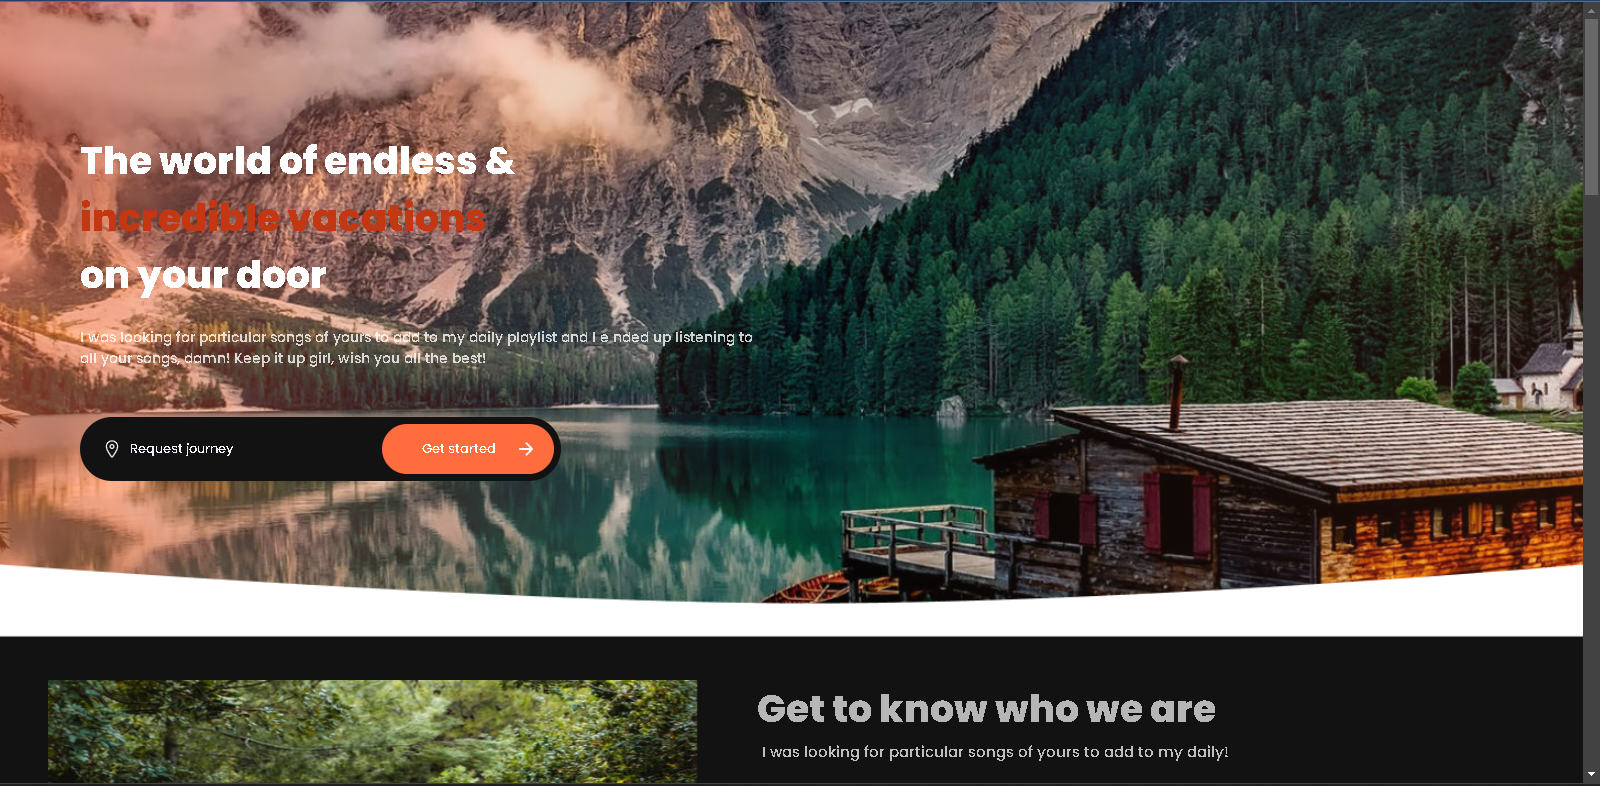 The world of endless &
incredible vacations
on your door
I was looking for particular songs of yours to add to my daily playlist and I e nded up listening to
all your songs, damn! Keep it up girl, wish you all the best!
Request journey
Get started
Get to know who we are
I was looking for particular songs of yours to add to my daily!